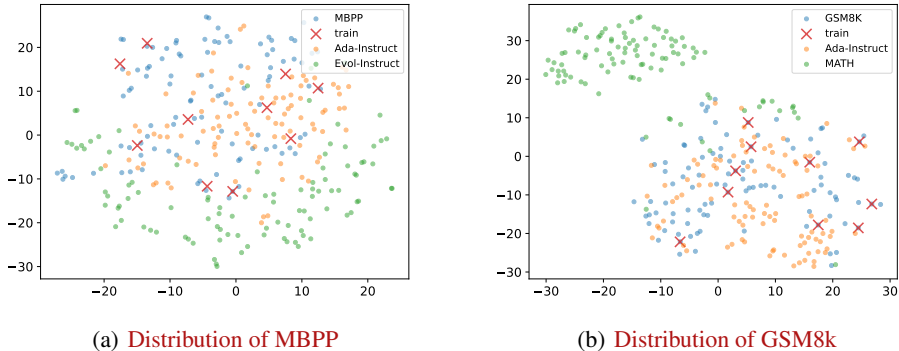 MBPP
train
Ada-Instruct
Evol-Instruct
20
10
0
−10
−20
−30
−20
−10
0
10
20
(a) Distribution of MBPP
GSM8K
train
Ada-Instruct
MATH
30
20
10
0
−10
−20
−30
−30
−20
−10
0
10
20
30
(b) Distribution of GSM8k